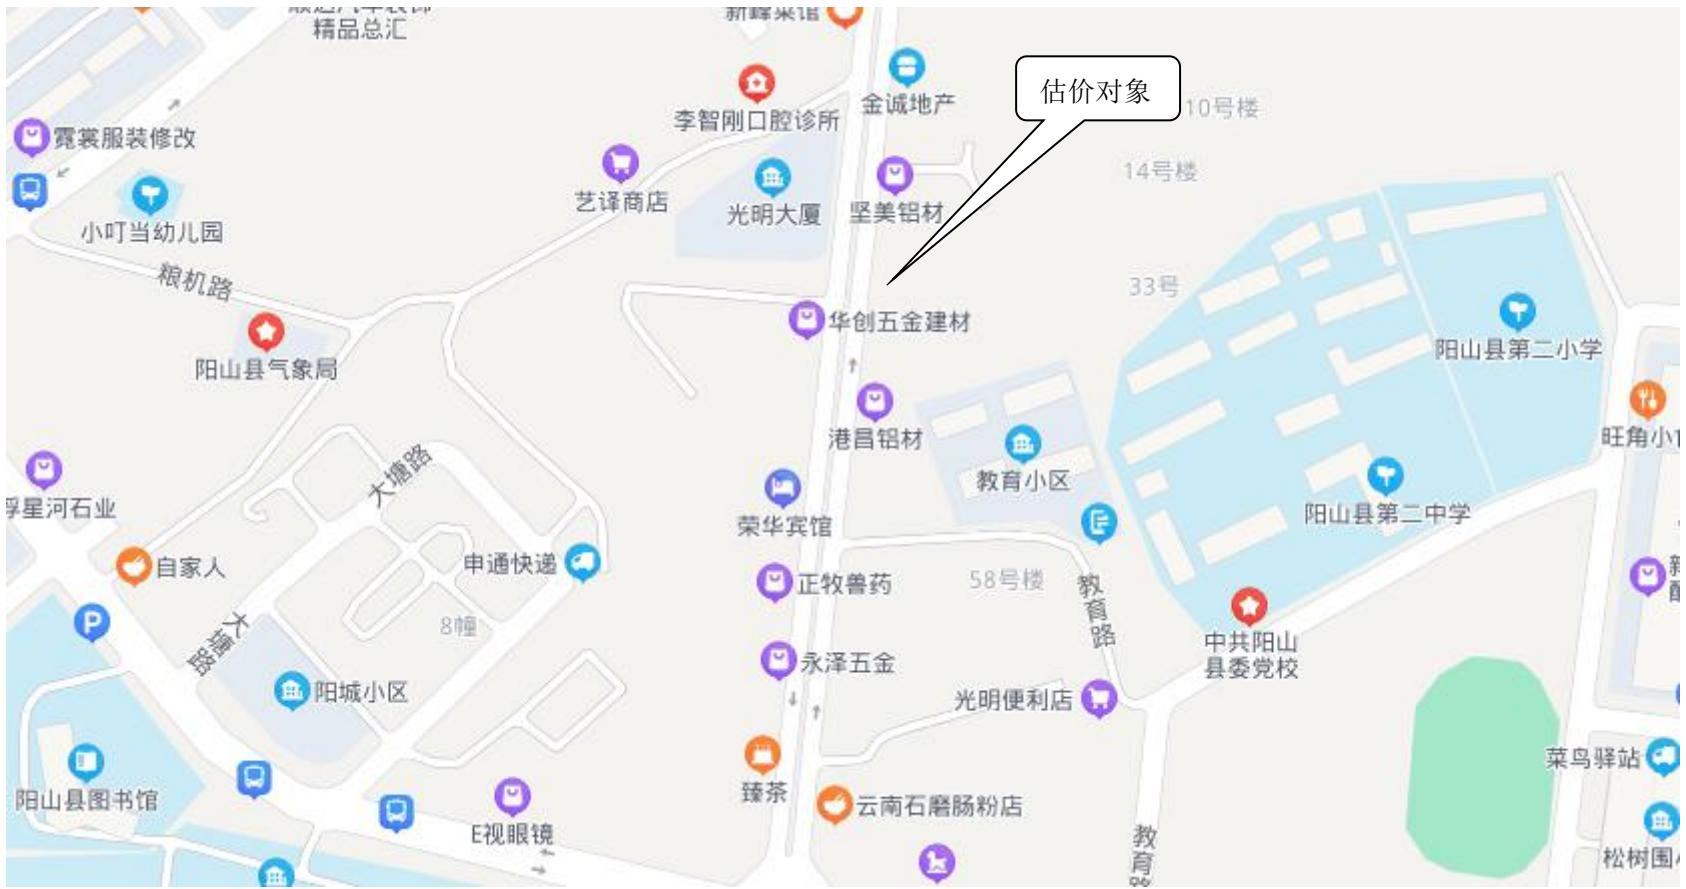 精品总汇
新峰菜馆
金诚地产
估价对象
10号楼
李智刚口腔诊所
霓裳服装修改
14号楼
艺译商店
光明大厦
坚美铝材
小叮当幼儿园
粮机路
33号
华创五金建材
阳山县第二小学
阳山县气象局
港昌铝材
旺角小
大塘路
教育小区
浮星河石业
荣华宾馆
阳山县第二中学
自家人
申通快递
正牧兽药
58号楼
教育路
8幢
大塘路
中共阳山
县委党校
永泽五金
阳城小区
光明便利店
P
菜鸟驿站
阳山县图书馆
臻茶
云南石磨肠粉店
E视眼镜
教育路
松树围小